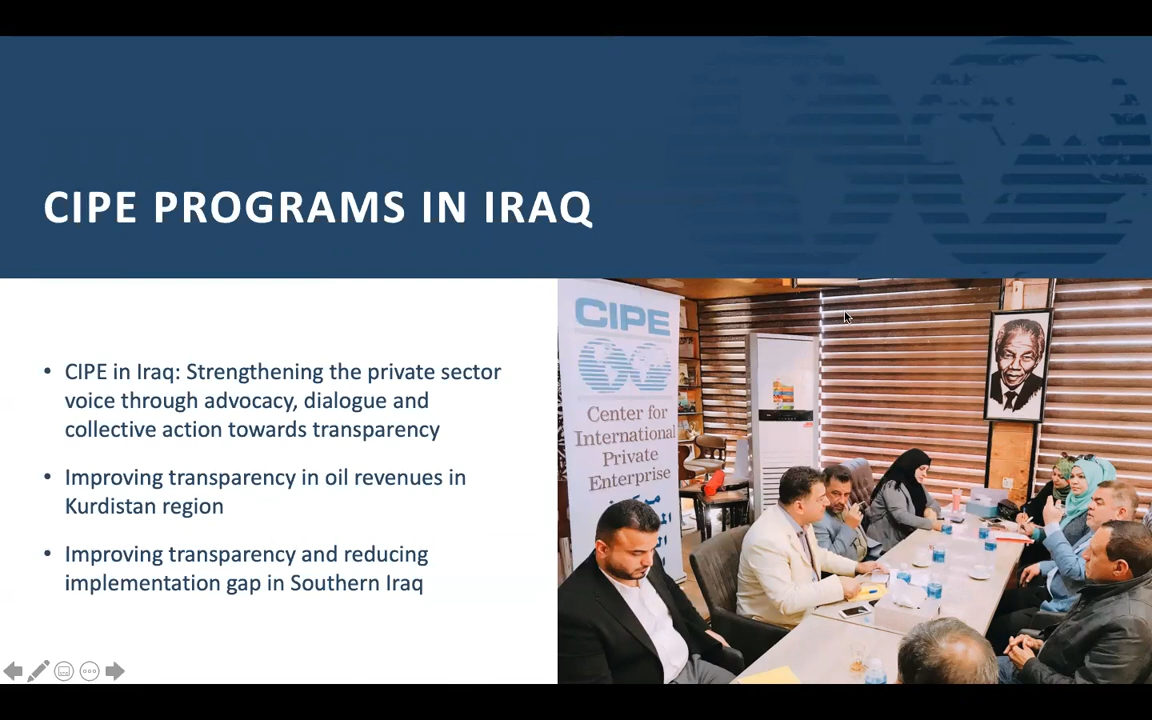 CIPE PROGRAMS IN IRAQ
• CIPE in Iraq: Strengthening the private sector
voice through advocacy, dialogue and
collective action towards transparency
• Improving transparency in oil revenues in
Kurdistan region
• Improving transparency and reducing
implementation gap in Southern Iraq
CIPE
Center for
International
Private
Enterprise